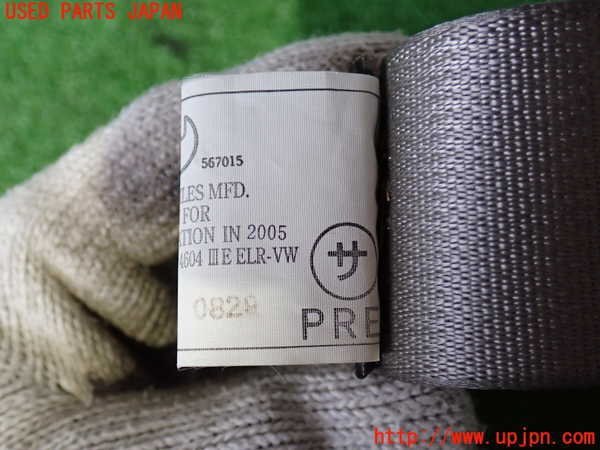 USED PARTS JAPAN
567015
LES MFD.
FOR
TION IN 2005
4604 III E ELR-VW
サ
0829
PRE
http://www.upjpn.com/